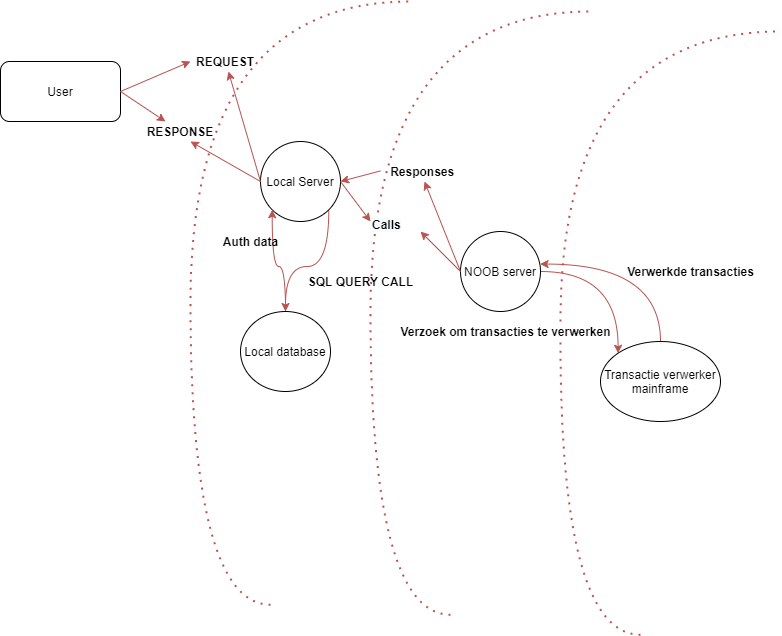 REQUEST
User
RESPONSE
Local Server
Responses
Calls
Auth data
NOOB server
Verwerkde transacties
SQL QUERY CALL
Verzoek om transacties te verwerken
Local database
Transactie verwerker
mainframe